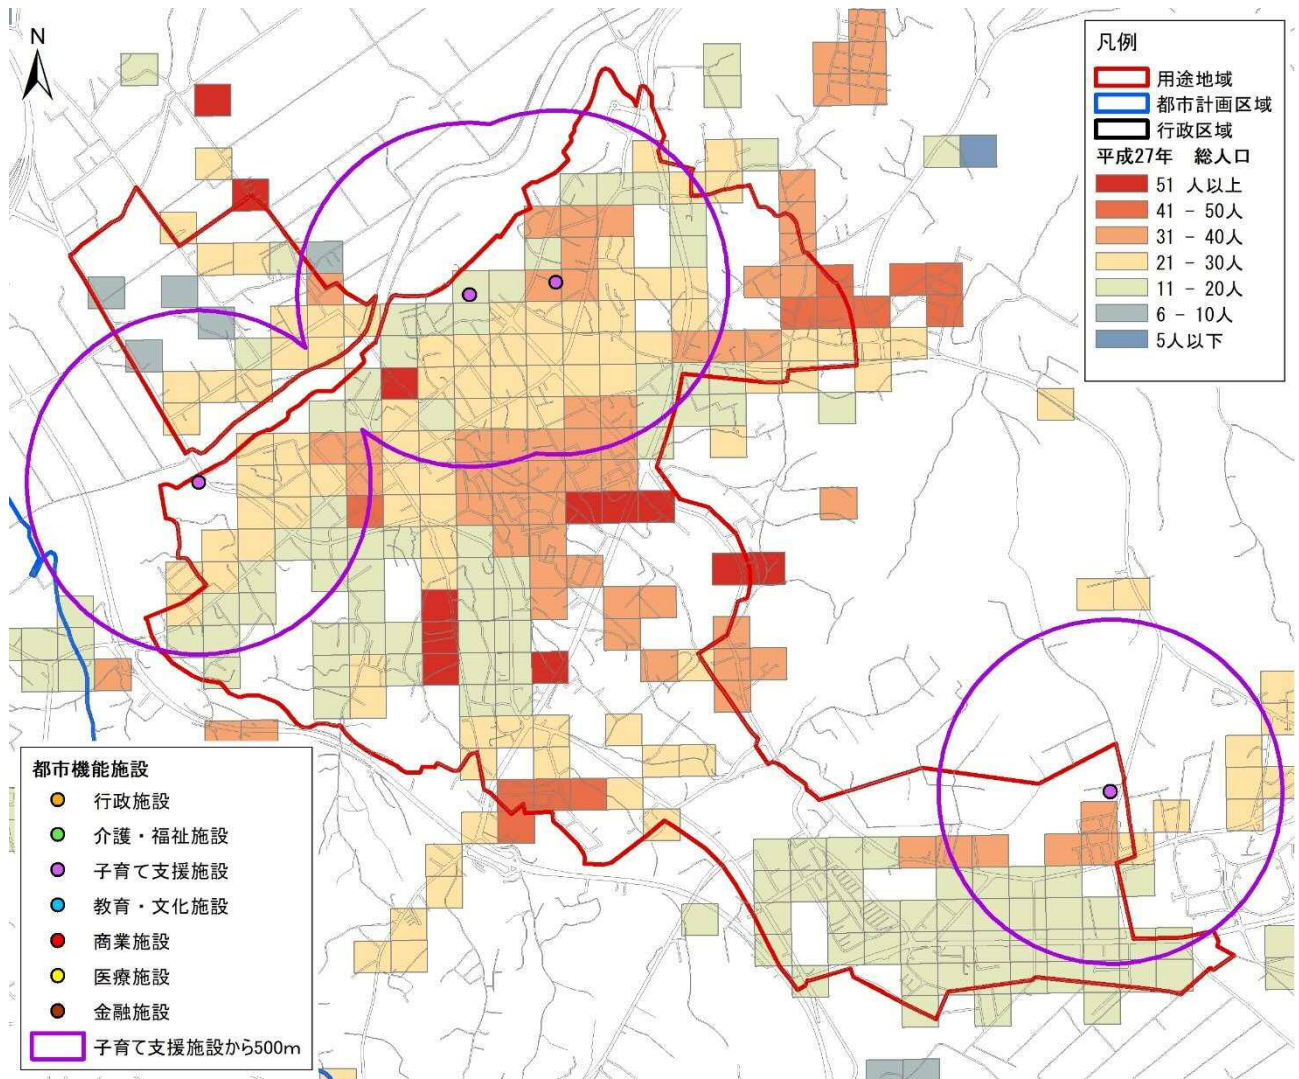 N
凡例
用途地域
都市計画区域
行政区域
平成27年 総人口
51 人以上
41 - 50人
31 - 40人
21 - 30人
11 - 20人
6 - 10人
5人以下
都市機能施設
行政施設
介護・福祉施設
子育て支援施設
教育・文化施設
商業施設
医療施設
金融施設
子育て支援施設から500m